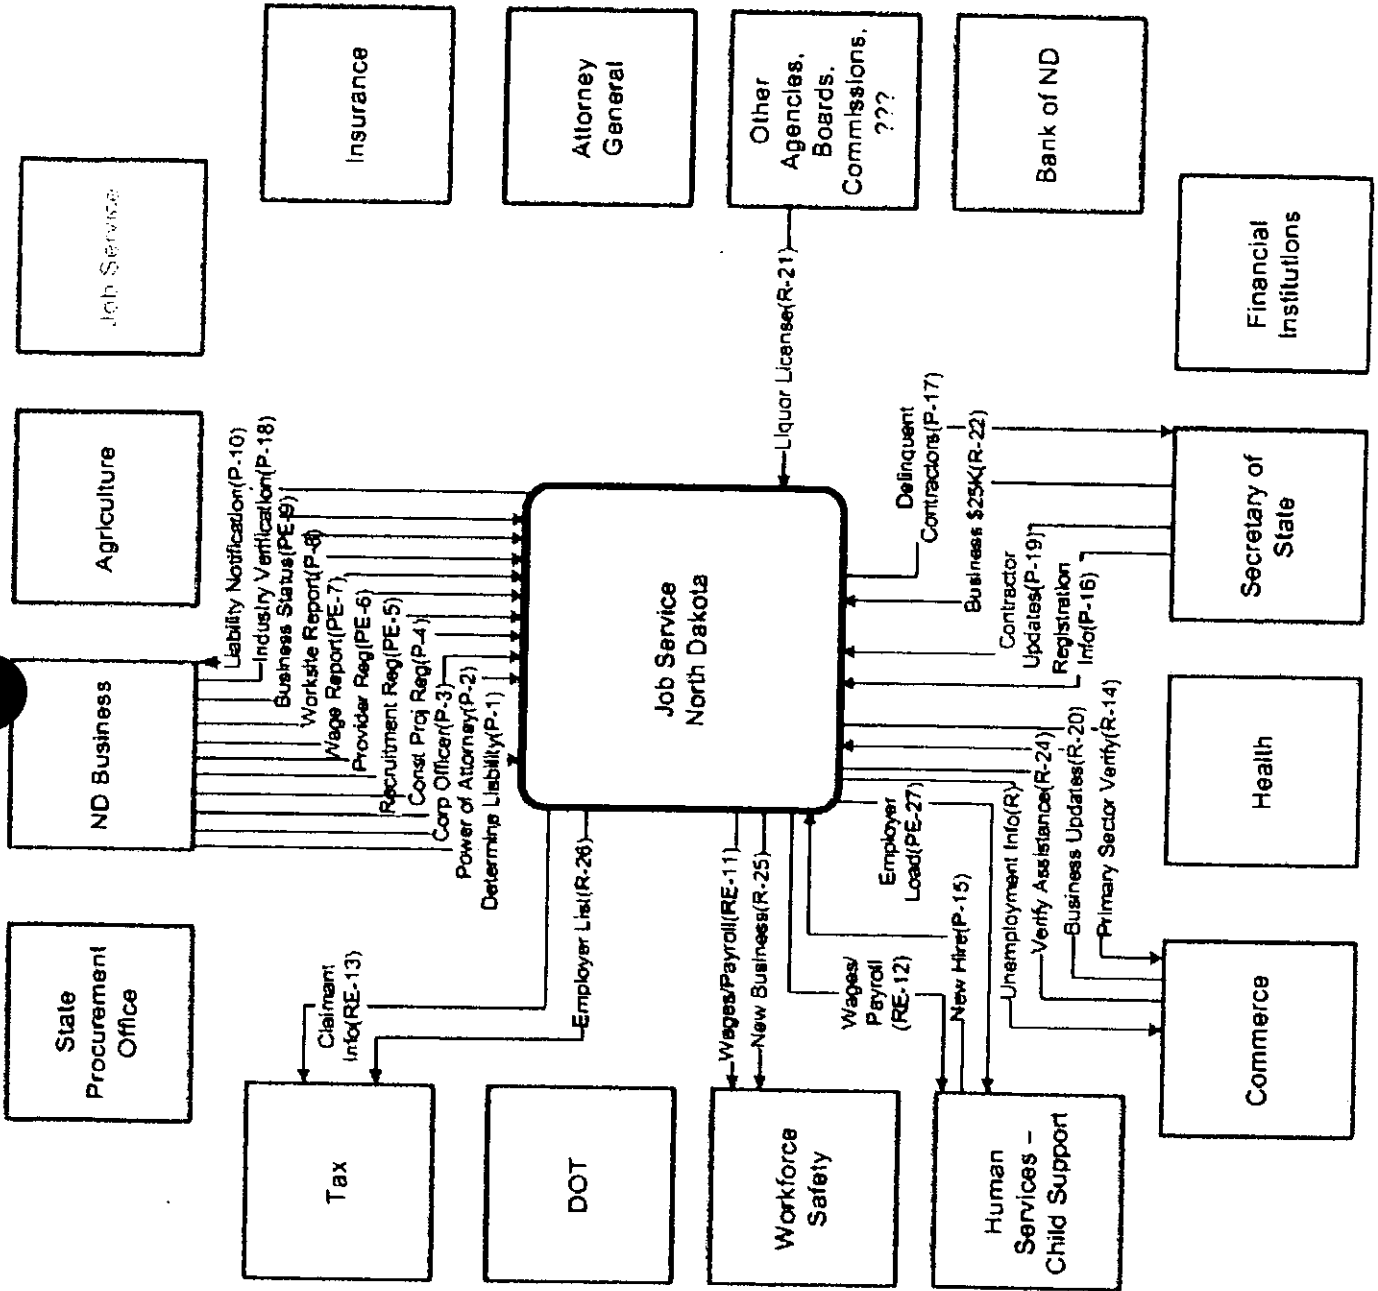 State
Procurement
Office
ND Business
Agriculture
Job Service
Tax
DOT
Workforce
Safety
Human
Services –
Child Support
Commerce
Health
Secretary of
State
Financial
Institutions
Bank of ND
Other
Agencies,
Boards,
Commissions,
???
Attorney
General
Insurance
Job Service
North Dakota
Liability Notification(P-10)
Industry Verification(P-18)
Business Status(PE-9)
Worksite Report(P-8)
Wage Report(PE-7)
Provider Reg(PE-6)
Recruitment Reg(PE-5)
Const Proj Reg(P-4)
Corp Officer(P-3)
Power of Attorney(P-2)
Determine Liability(P-1)
Claimant
Info(RE-13)
Employer List(R-26)
Wages/Payroll(RE-11)
New Business(R-25)
Wages/
Payroll
(RE-12)
New Hire(P-15)
Employer
Load(PE-27)
Unemployment Info(R)
Verify Assistance(R-24)
Business Updates(R-20)
Primary Sector Verify(R-14)
Registration
Info(P-16)
Contractor
Updates(P-19)
Business $25K(R-22)
Delinquent
Contractors(P-17)
Liquor License(R-21)